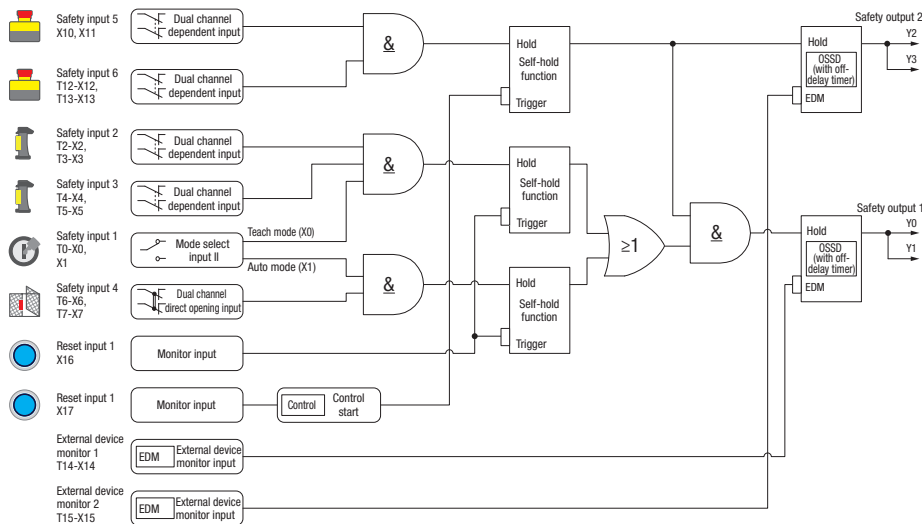 Safety input 5
X10, X11
Dual channel
dependent input
&
Hold
Self-hold
function
Trigger
Safety output 2
Hold
OSSD
(with off-
delay timer)
EDM
Y2
Y3
Safety input 6
T12-X12,
T13-X13
Dual channel
dependent input
Safety input 2
T2-X2,
T3-X3
Dual channel
dependent input
&
Hold
Self-hold
function
Trigger
Safety input 3
T4-X4,
T5-X5
Dual channel
dependent input
Safety input 1
T0-X0,
X1
Mode select
input II
Teach mode (X0)
Auto mode (X1)
≥1
&
Safety output 1
Hold
OSSD
(with off-
delay timer)
EDM
Y0
Y1
Safety input 4
T6-X6,
T7-X7
Dual channel
direct opening input
&
Hold
Self-hold
function
Trigger
Reset input 1
X16
Monitor input
Reset input 1
X17
Monitor input
Control
Control
start
External device
monitor 1
T14-X14
EDM
External device
monitor input
External device
monitor 2
T15-X15
EDM
External device
monitor input